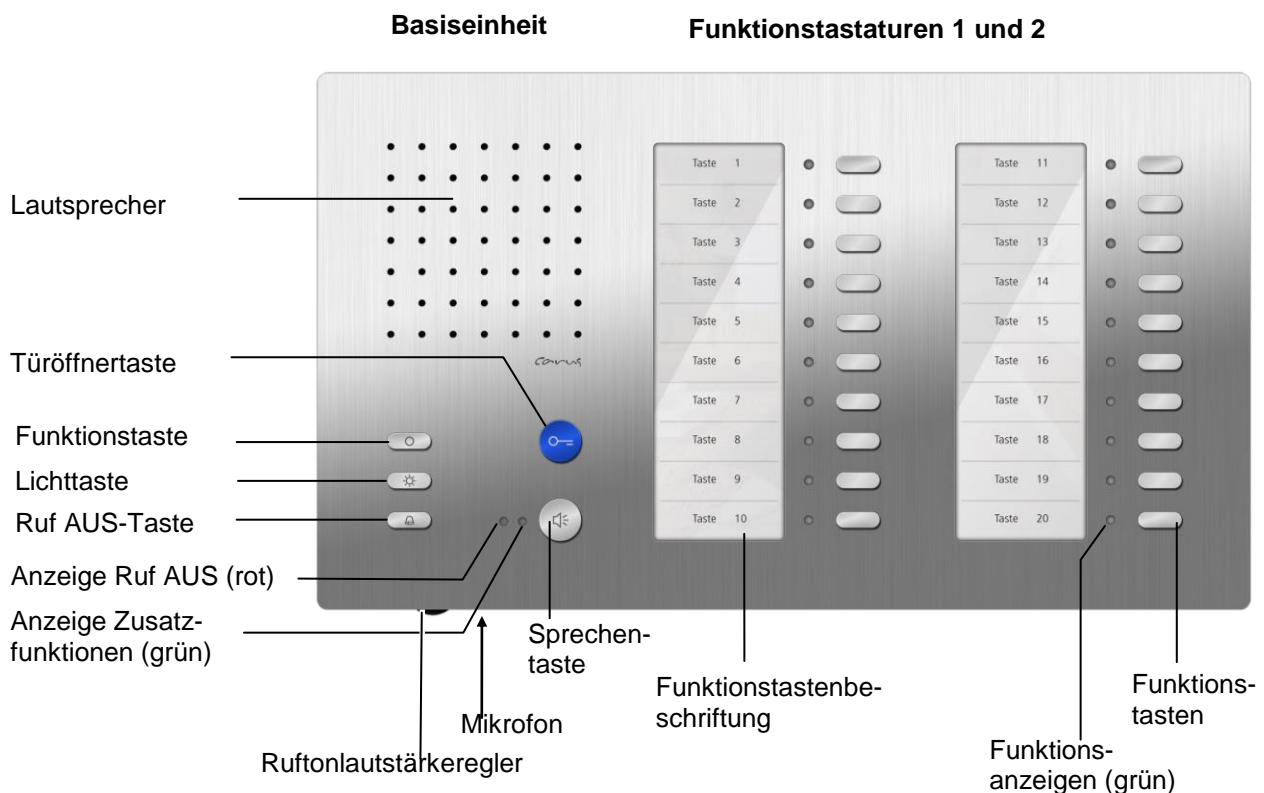 Basiseinheit
Funktionstastaturen 1 und 2
Lautsprecher
Türöffnertaste
Funktionstaste
Lichttaste
Ruf AUS-Taste
Anzeige Ruf AUS (rot)
Anzeige Zusatz-
funktionen (grün)
carus
Taste 1
Taste 2
Taste 3
Taste 4
Taste 5
Taste 6
Taste 7
Taste 8
Taste 9
Taste 10
Taste 11
Taste 12
Taste 13
Taste 14
Taste 15
Taste 16
Taste 17
Taste 18
Taste 19
Taste 20
Sprechen-
taste
Mikrofon
Ruftonlautstärkeregler
Funktionstastenbe-
schriftung
Funktions-
anzeigen (grün)
Funktions-
tasten